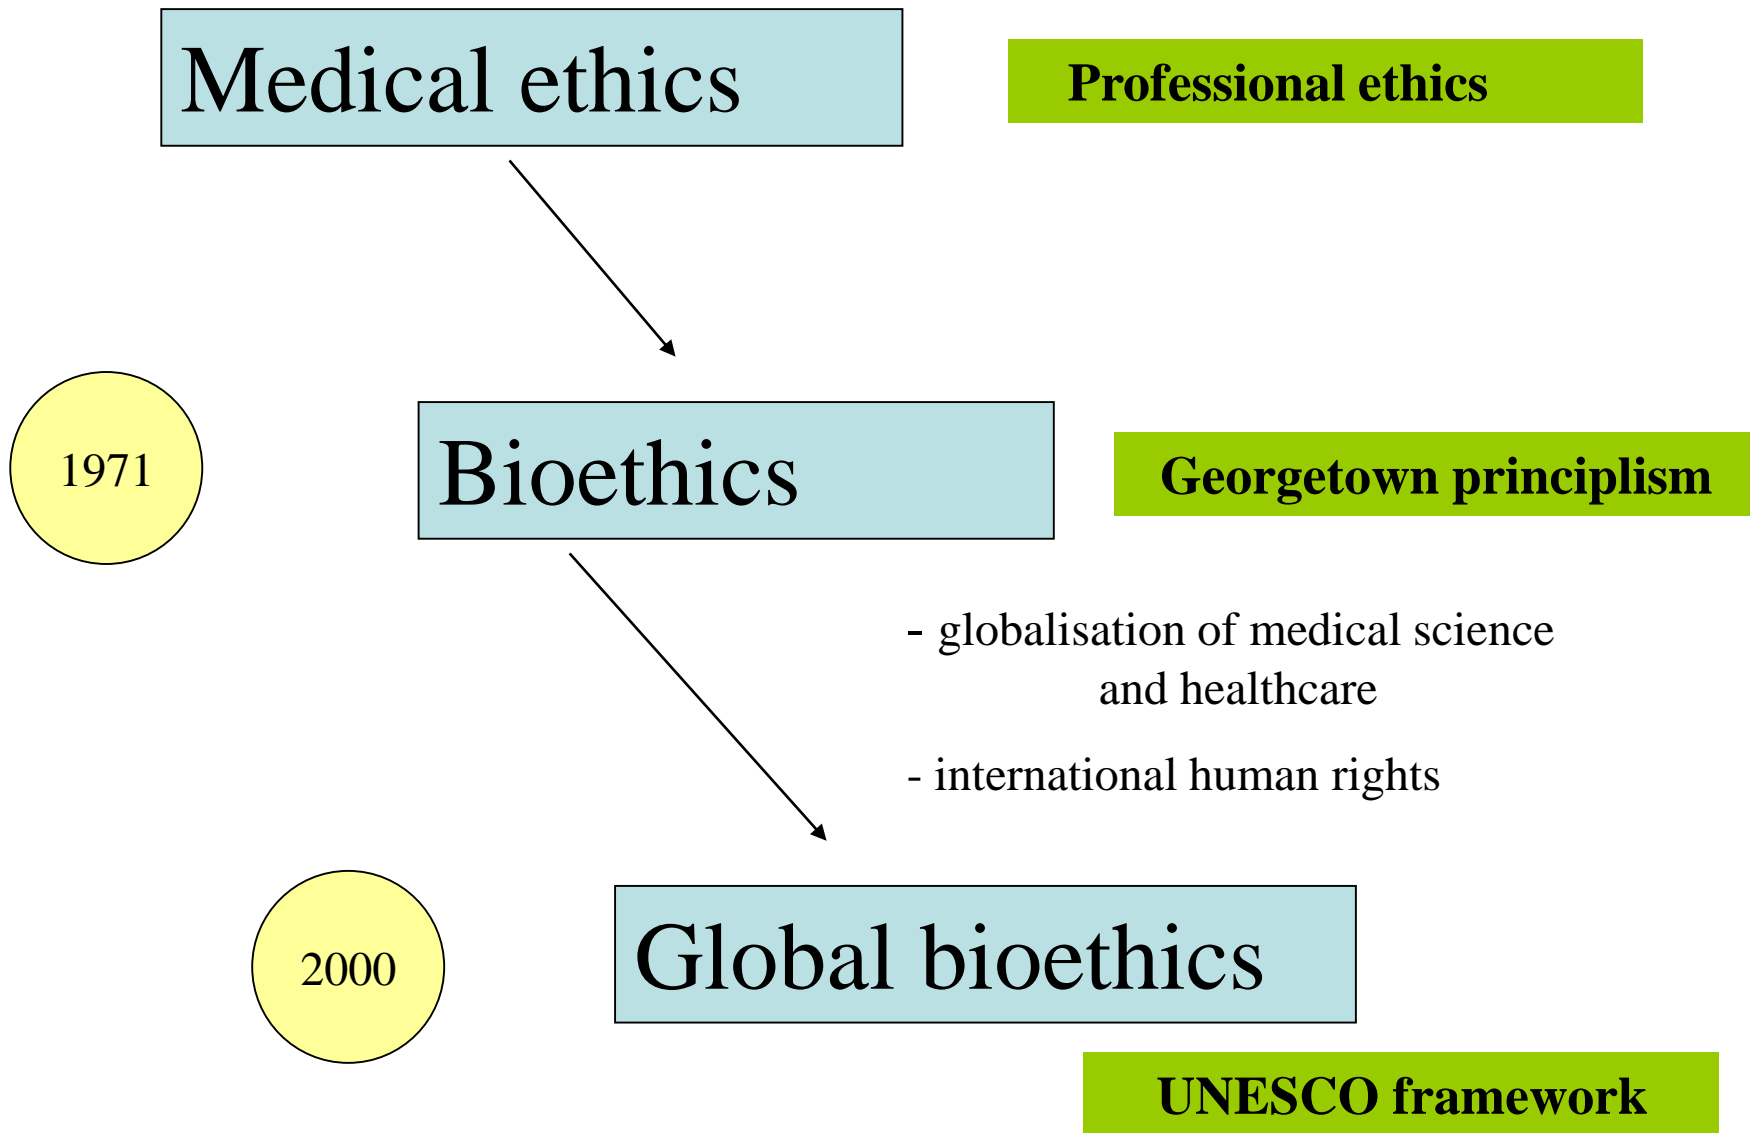 Medical ethics
Professional ethics
1971
Bioethics
Georgetown principlism
- globalisation of medical science
and healthcare
- international human rights
2000
Global bioethics
UNESCO framework